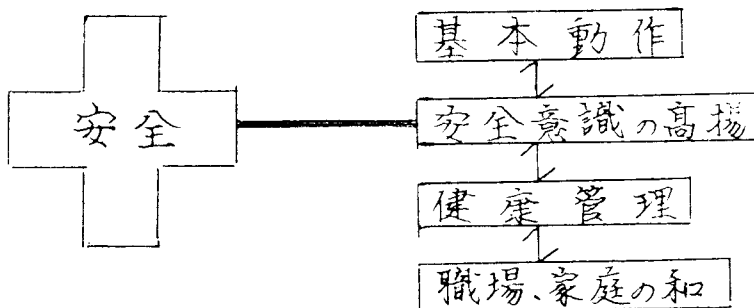 基本動作
安全
安全意識の高揚
健康管理
職場、家庭の和